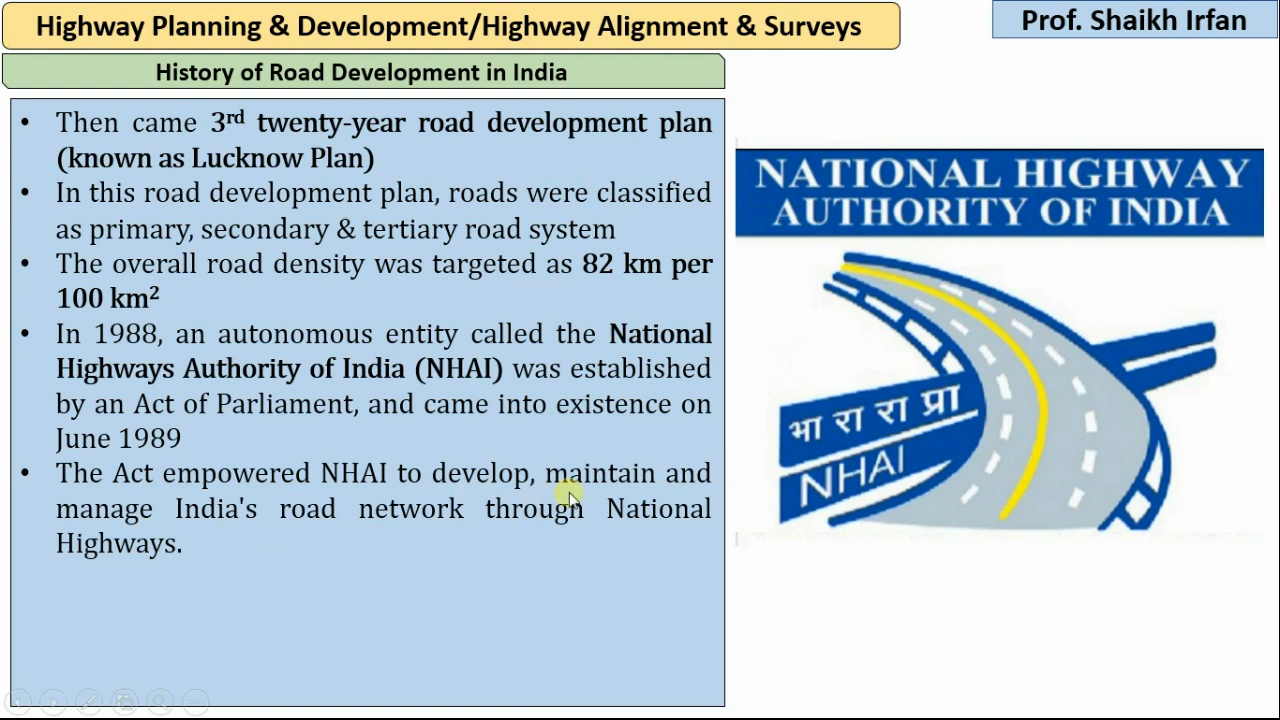 Highway Planning & Development/Highway Alignment & Surveys
Prof. Shaikh Irfan
History of Road Development in India
• Then came 3rd twenty-year road development plan
(known as Lucknow Plan)
• In this road development plan, roads were classified
as primary, secondary & tertiary road system
• The overall road density was targeted as 82 km per
100 km²
• In 1988, an autonomous entity called the National
Highways Authority of India (NHAI) was established
by an Act of Parliament, and came into existence on
June 1989
• The Act empowered NHAI to develop, maintain and
manage India's road network through National
Highways.
NATIONAL HIGHWAY
AUTHORITY OF INDIA
भा रा रा प्रा
NHAI